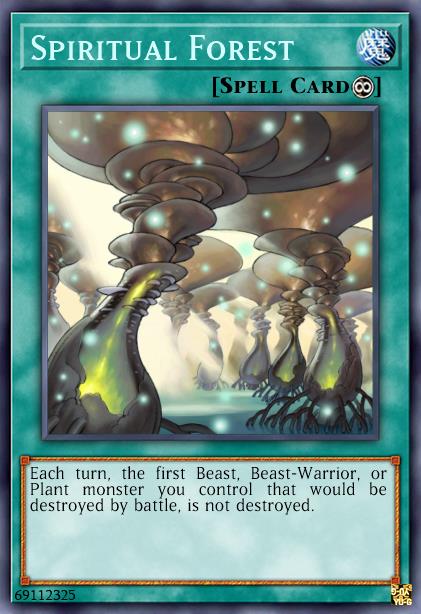 Spiritual Forest
魔
[Spell Card∞]
Each turn, the first Beast, Beast-Warrior, or
Plant monster you control that would be
destroyed by battle, is not destroyed.
69112325